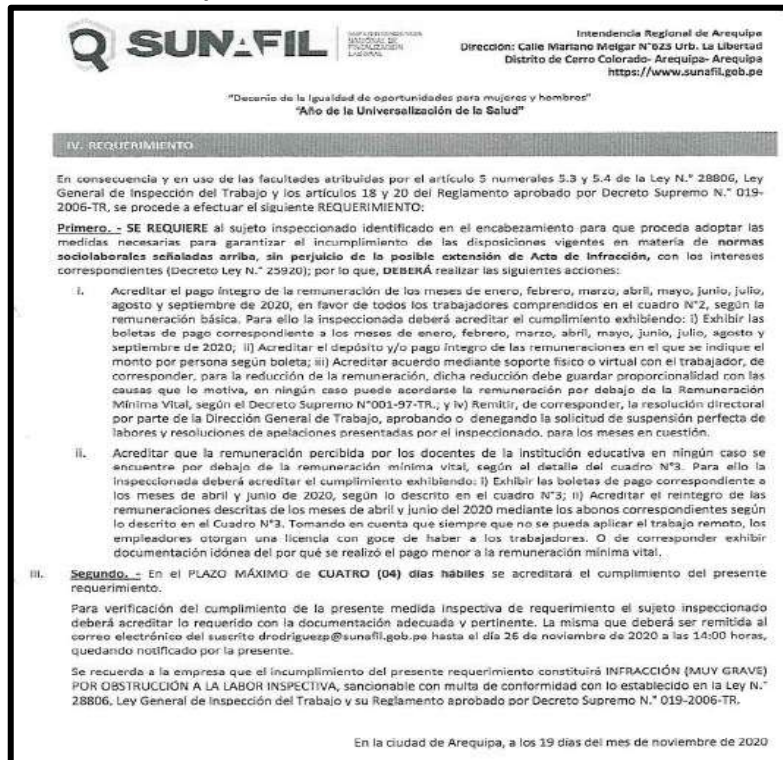 SUNAFIL
SUPERINTENDENCIA
NACIONAL DE
FISCALIZACIÓN
LABORAL
Intendencia Regional de Arequipa
Dirección: Calle Mariano Melgar N°623 Urb. La Libertad
Distrito de Cerro Colorado- Arequipa- Arequipa
https://www.sunafil.gob.pe
"Decenio de la Igualdad de oportunidades para mujeres y hombres"
"Año de la Universalización de la Salud"
IV. REQUERIMIENTO
En consecuencia y en uso de las facultades atribuidas por el artículo 5 numerales 5.3 y 5.4 de la Ley N.° 28806, Ley
General de Inspección del Trabajo y los artículos 18 y 20 del Reglamento aprobado por Decreto Supremo N.° 019-
2006-TR, se procede a efectuar el siguiente REQUERIMIENTO:
Primero. - SE REQUIERE al sujeto inspeccionado identificado en el encabezamiento para que proceda adoptar las
medidas necesarias para garantizar el incumplimiento de las disposiciones vigentes en materia de normas
sociolaborales señaladas arriba, sin perjuicio de la posible extensión de Acta de Infracción, con los intereses
correspondientes (Decreto Ley N.° 25920); por lo que, DEBERÁ realizar las siguientes acciones:
i. Acreditar el pago íntegro de la remuneración de los meses de enero, febrero, marzo, abril, mayo, junio, julio,
agosto y septiembre de 2020, en favor de todos los trabajadores comprendidos en el cuadro N°2, según la
remuneración básica. Para ello la inspeccionada deberá acreditar el cumplimiento exhibiendo: i) Exhibir las
boletas de pago correspondiente a los meses de enero, febrero, marzo, abril, mayo, junio, julio, agosto y
septiembre de 2020; ii) Acreditar el depósito y/o pago íntegro de las remuneraciones en el que se indique el
monto por persona según boleta; iii) Acreditar acuerdo mediante soporte físico o virtual con el trabajador, de
corresponder, para la reducción de la remuneración, dicha reducción debe guardar proporcionalidad con las
causas que lo motiva, en ningún caso puede acordarse la remuneración por debajo de la Remuneración
Mínima Vital, según el Decreto Supremo N°001-97-TR.; y iv) Remitir, de corresponder, la resolución directoral
por parte de la Dirección General de Trabajo, aprobando o denegando la solicitud de suspensión perfecta de
labores y resoluciones de apelaciones presentadas por el inspeccionado, para los meses en cuestión.
ii. Acreditar que la remuneración percibida por los docentes de la institución educativa en ningún caso se
encuentre por debajo de la remuneración mínima vital, según el detalle del cuadro N°3. Para ello la
inspeccionada deberá acreditar el cumplimiento exhibiendo: i) Exhibir las boletas de pago correspondiente a
los meses de abril y junio de 2020, según lo descrito en el cuadro N°3; ii) Acreditar el reintegro de las
remuneraciones descritas de los meses de abril y junio del 2020 mediante los abonos correspondientes según
lo descrito en el Cuadro N°3. Tomando en cuenta que siempre que no se pueda aplicar el trabajo remoto, los
empleadores otorgan una licencia con goce de haber a los trabajadores. O de corresponder exhibir
documentación idónea del por qué se realizó el pago menor a la remuneración mínima vital.
III. Segundo. - En el PLAZO MÁXIMO de CUATRO (04) días hábiles se acreditará el cumplimiento del presente
requerimiento.
Para verificación del cumplimiento de la presente medida inspectiva de requerimiento el sujeto inspeccionado
deberá acreditar lo requerido con la documentación adecuada y pertinente. La misma que deberá ser remitida al
correo electrónico del suscrito drodriguezp@sunafil.gob.pe hasta el día 26 de noviembre de 2020 a las 14:00 horas,
quedando notificado por la presente.
Se recuerda a la empresa que el incumplimiento del presente requerimiento constituirá INFRACCIÓN (MUY GRAVE)
POR OBSTRUCCIÓN A LA LABOR INSPECTIVA, sancionable con multa de conformidad con lo establecido en la Ley N.°
28806, Ley General de Inspección del Trabajo y su Reglamento aprobado por Decreto Supremo N.° 019-2006-TR.
En la ciudad de Arequipa, a los 19 días del mes de noviembre de 2020